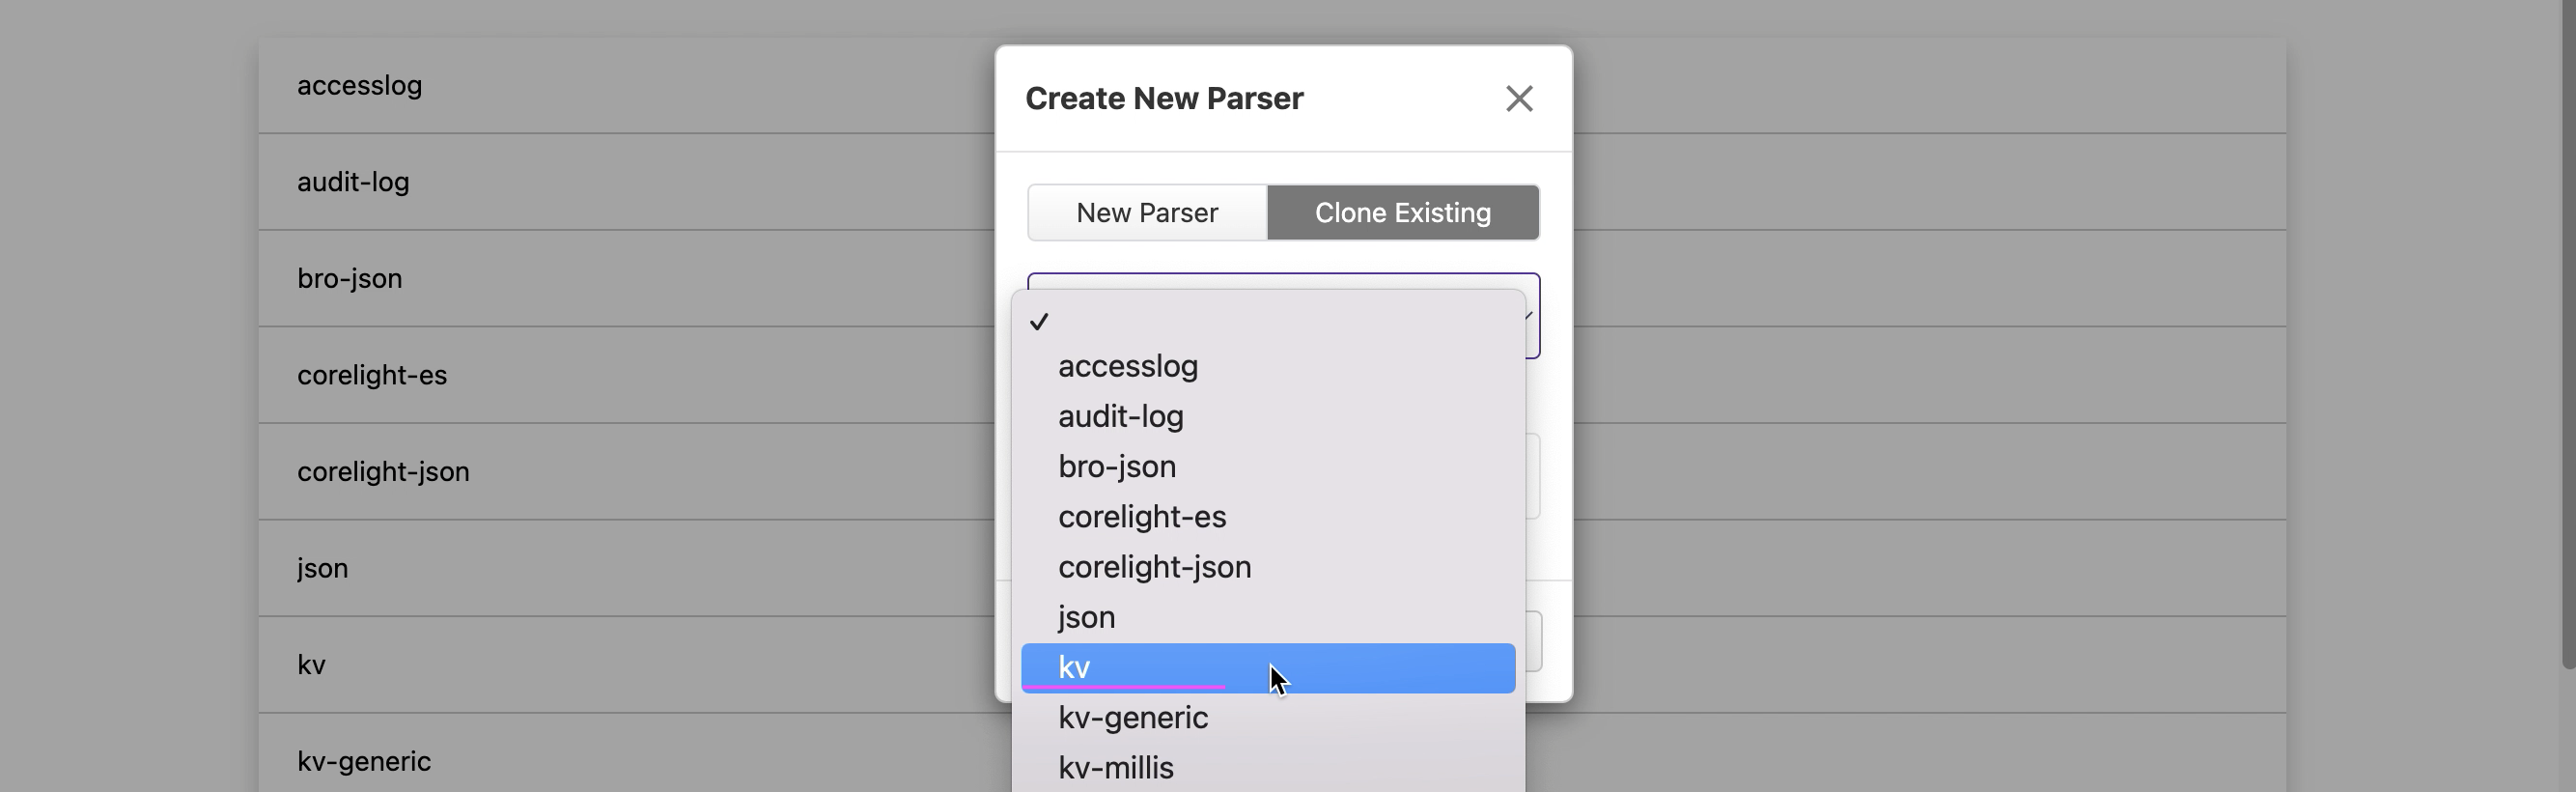 accesslog
audit-log
bro-json
corelight-es
corelight-json
json
kv
kv-generic
Create New Parser
New Parser
Clone Existing
accesslog
audit-log
bro-json
corelight-es
corelight-json
json
kv
kv-generic
kv-millis